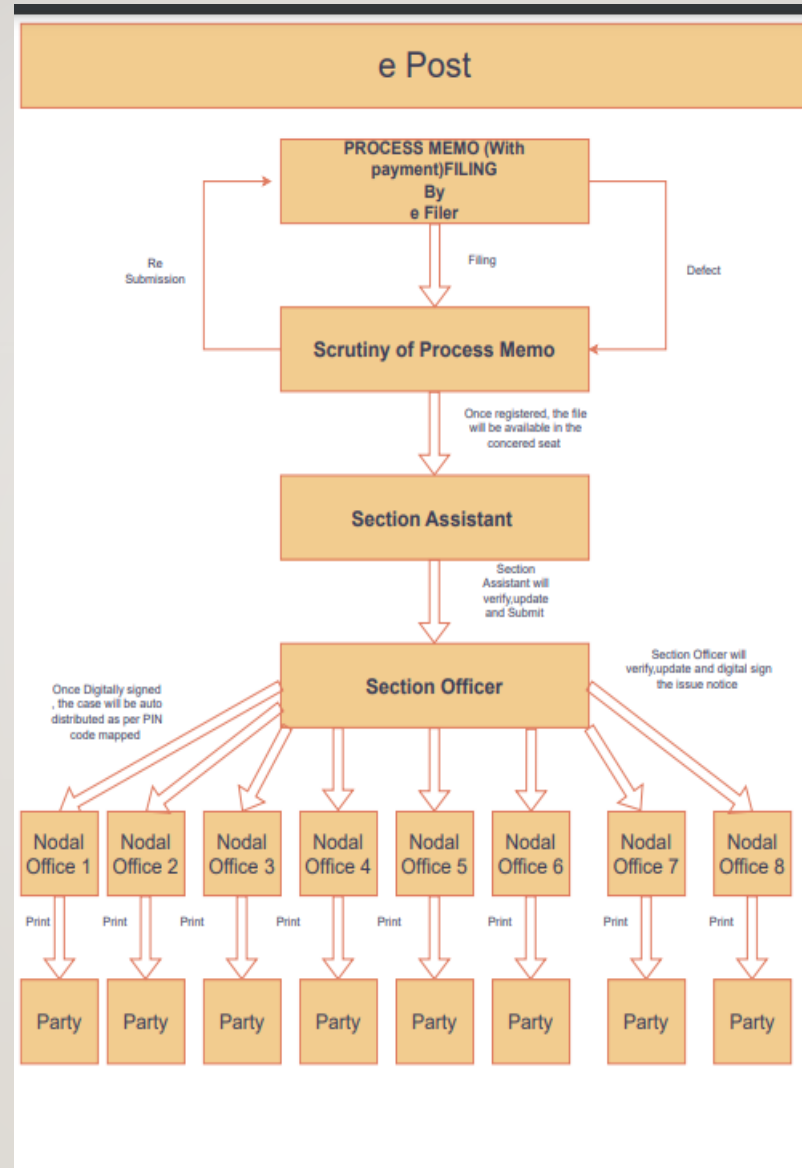 e Post
PROCESS MEMO (With
payment)FILING
By
e Filer
Re
Submission
Filing
Defect
Scrutiny of Process Memo
Once registered, the file
will be available in the
concered seat
Section Assistant
Section
Assistant will
verify,update
and Submit
Section Officer
Section Officer will
verify,update and digital sign
the issue notice
Once Digitally signed
, the case will be auto
distributed as per PIN
code mapped
Nodal
Office 1
Nodal
Office 2
Nodal
Office 3
Nodal
Office 4
Nodal
Office 5
Nodal
Office 6
Nodal
Office 7
Nodal
Office 8
Print
Print
Print
Print
Print
Print
Print
Print
Party
Party
Party
Party
Party
Party
Party
Party